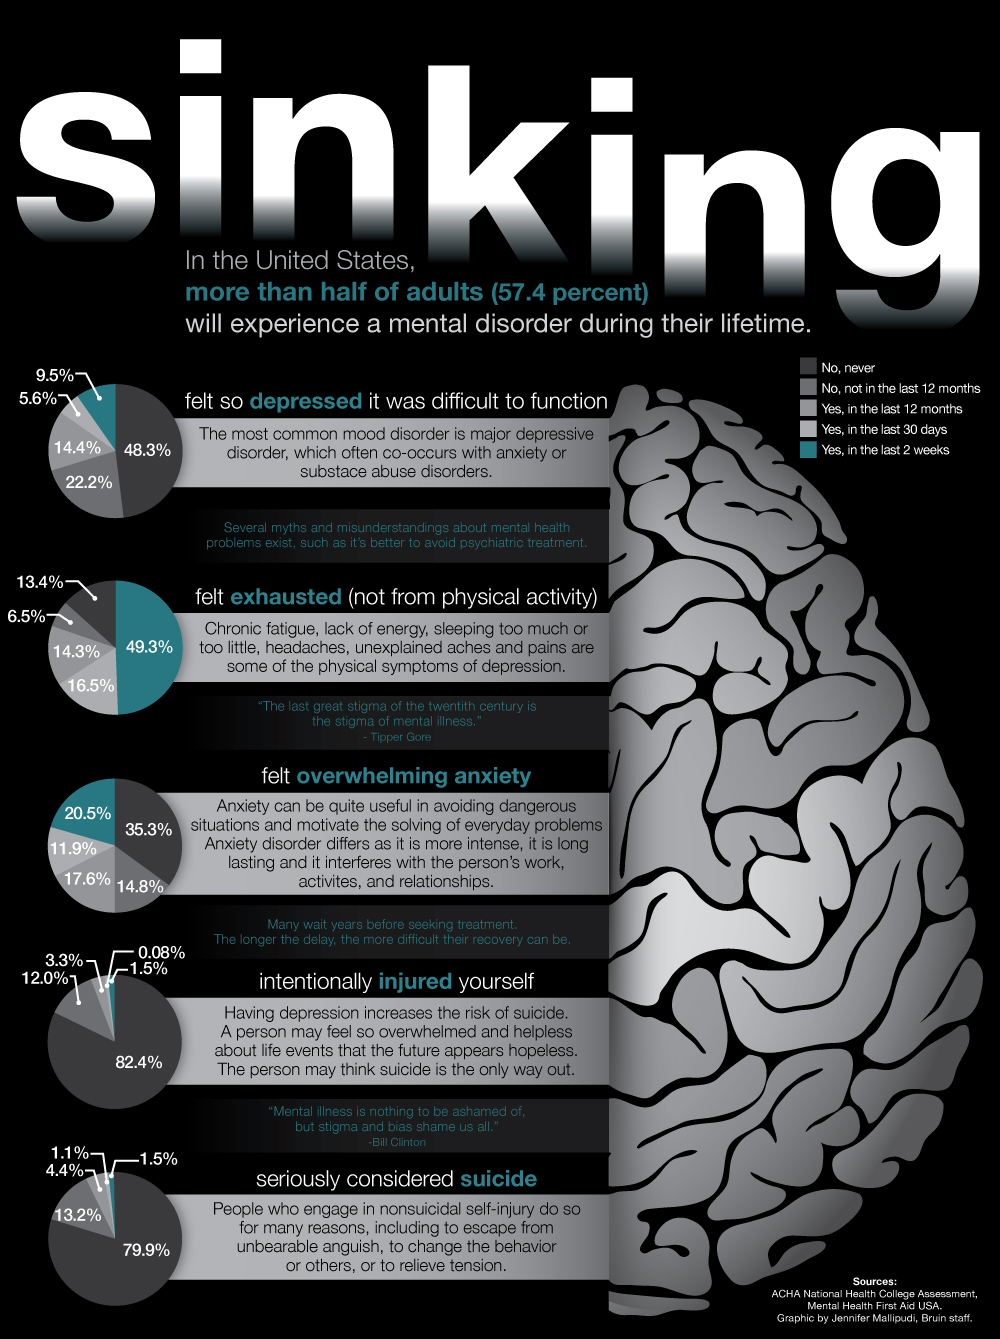 sinking
In the United States,
more than half of adults (57.4 percent)
will experience a mental disorder during their lifetime.
No, never
No, not in the last 12 months
Yes, in the last 12 months
Yes, in the last 30 days
Yes, in the last 2 weeks
9.5%
5.6%
14.4%
22.2%
48.3%
felt so depressed it was difficult to function
The most common mood disorder is major depressive
disorder, which often co-occurs with anxiety or
substace abuse disorders.
Several myths and misunderstandings about mental health
problems exist, such as it's better to avoid psychiatric treatment.
13.4%
6.5%
14.3%
16.5%
49.3%
felt exhausted (not from physical activity)
Chronic fatigue, lack of energy, sleeping too much or
too little, headaches, unexplained aches and pains are
some of the physical symptoms of depression.
“The last great stigma of the twentith century is
the stigma of mental illness.”
- Tipper Gore
20.5%
11.9%
17.6%
14.8%
35.3%
felt overwhelming anxiety
Anxiety can be quite useful in avoiding dangerous
situations and motivate the solving of everyday problems
Anxiety disorder differs as it is more intense, it is long
lasting and it interferes with the person's work,
activites, and relationships.
Many wait years before seeking treatment.
The longer the delay, the more difficult their recovery can be.
0.08%
3.3%
1.5%
12.0%
82.4%
intentionally injured yourself
Having depression increases the risk of suicide.
A person may feel so overwhelmed and helpless
about life events that the future appears hopeless.
The person may think suicide is the only way out.
“Mental illness is nothing to be ashamed of,
but stigma and bias shame us all.”
-Bill Clinton
1.1%
1.5%
4.4%
13.2%
79.9%
seriously considered suicide
People who engage in nonsuicidal self-injury do so
for many reasons, including to escape from
unbearable anguish, to change the behavior
or others, or to relieve tension.
Sources:
ACHA National Health College Assessment,
Mental Health First Aid USA.
Graphic by Jennifer Mallipudi, Bruin staff.